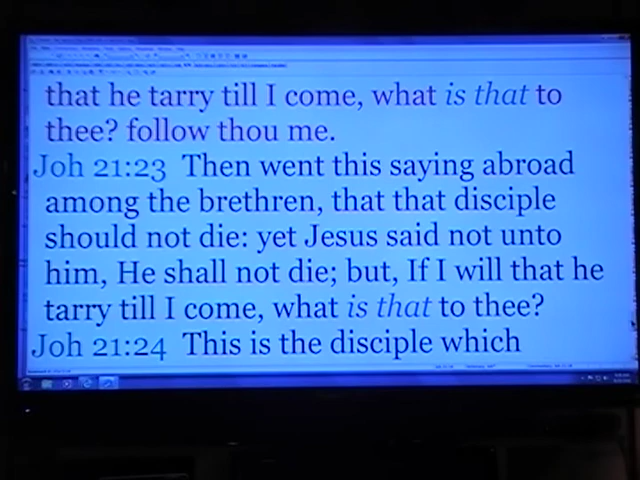 that he tarry till I come, what is that to
thee? follow thou me.
Joh 21:23 Then went this saying abroad
among the brethren, that that disciple
should not die: yet Jesus said not unto
him, He shall not die; but, If I will that he
tarry till I come, what is that to thee?
Joh 21:24 This is the disciple which